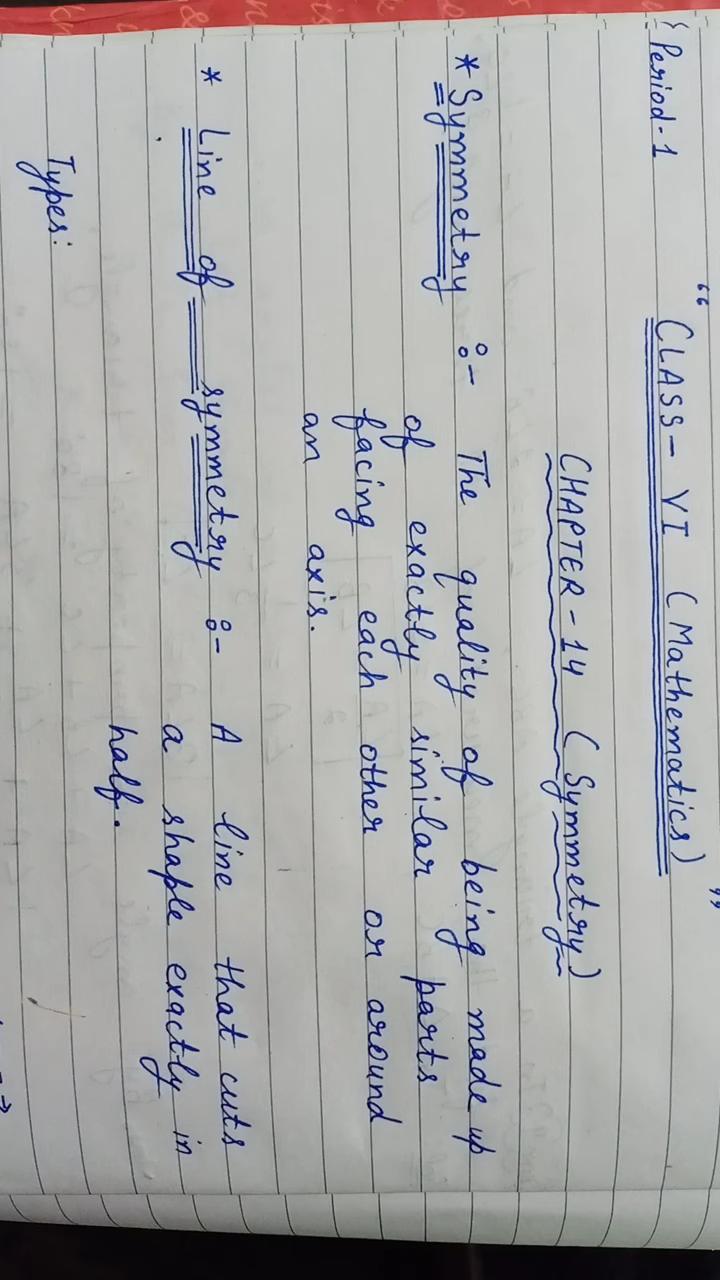 { Period-1
" CLASS- VI (Mathematics) "
CHAPTER-14 (Symmetry)
* Symmetry :- The quality of being made up
of exactly similar parts
facing each other or around
an axis.
* Line of symmetry :- A line that cuts
a shape exactly in
half.
Types: